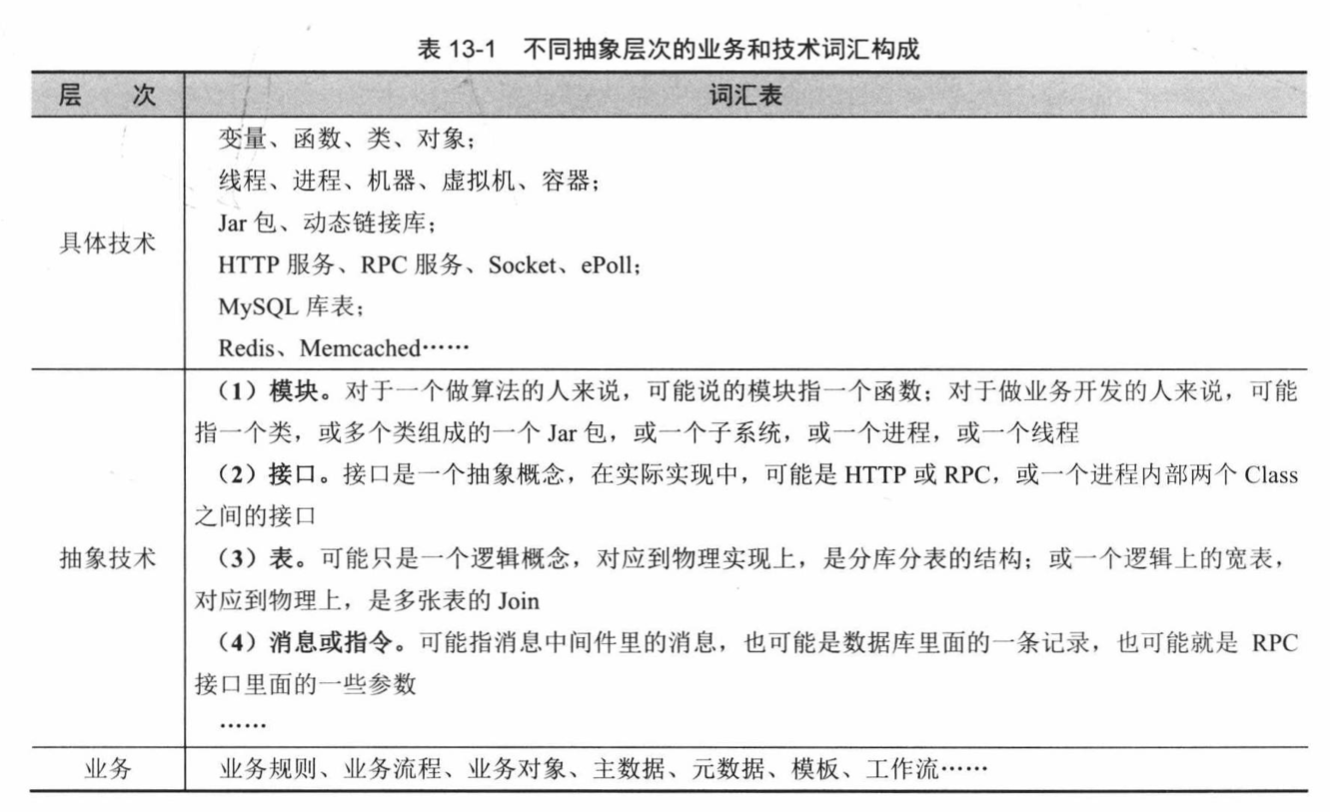 表 13-1 不同抽象层次的业务和技术词汇构成
层 次 词汇表
变量、函数、类、对象；
线程、进程、机器、虚拟机、容器；
Jar 包、动态链接库；
具体技术
HTTP 服务、RPC 服务、Socket、ePoll；
MySQL 库表；
Redis、Memcached……
（1）模块。对于一个做算法的人来说，可能说的模块指一个函数；对于做业务开发的人来说，可能
指一个类，或多个类组成的一个 Jar 包，或一个子系统，或一个进程，或一个线程
（2）接口。接口是一个抽象概念，在实际实现中，可能是 HTTP 或 RPC，或一个进程内部两个 Class
之间的接口
抽象技术
（3）表。可能只是一个逻辑概念，对应到物理实现上，是分库分表的结构；或一个逻辑上的宽表，
对应到物理上，是多张表的 Join
（4）消息或指令。可能指消息中间件里的消息，也可能是数据库里面的一条记录，也可能就是 RPC
接口里面的一些参数
……
业务 业务规则、业务流程、业务对象、主数据、元数据、模板、工作流……